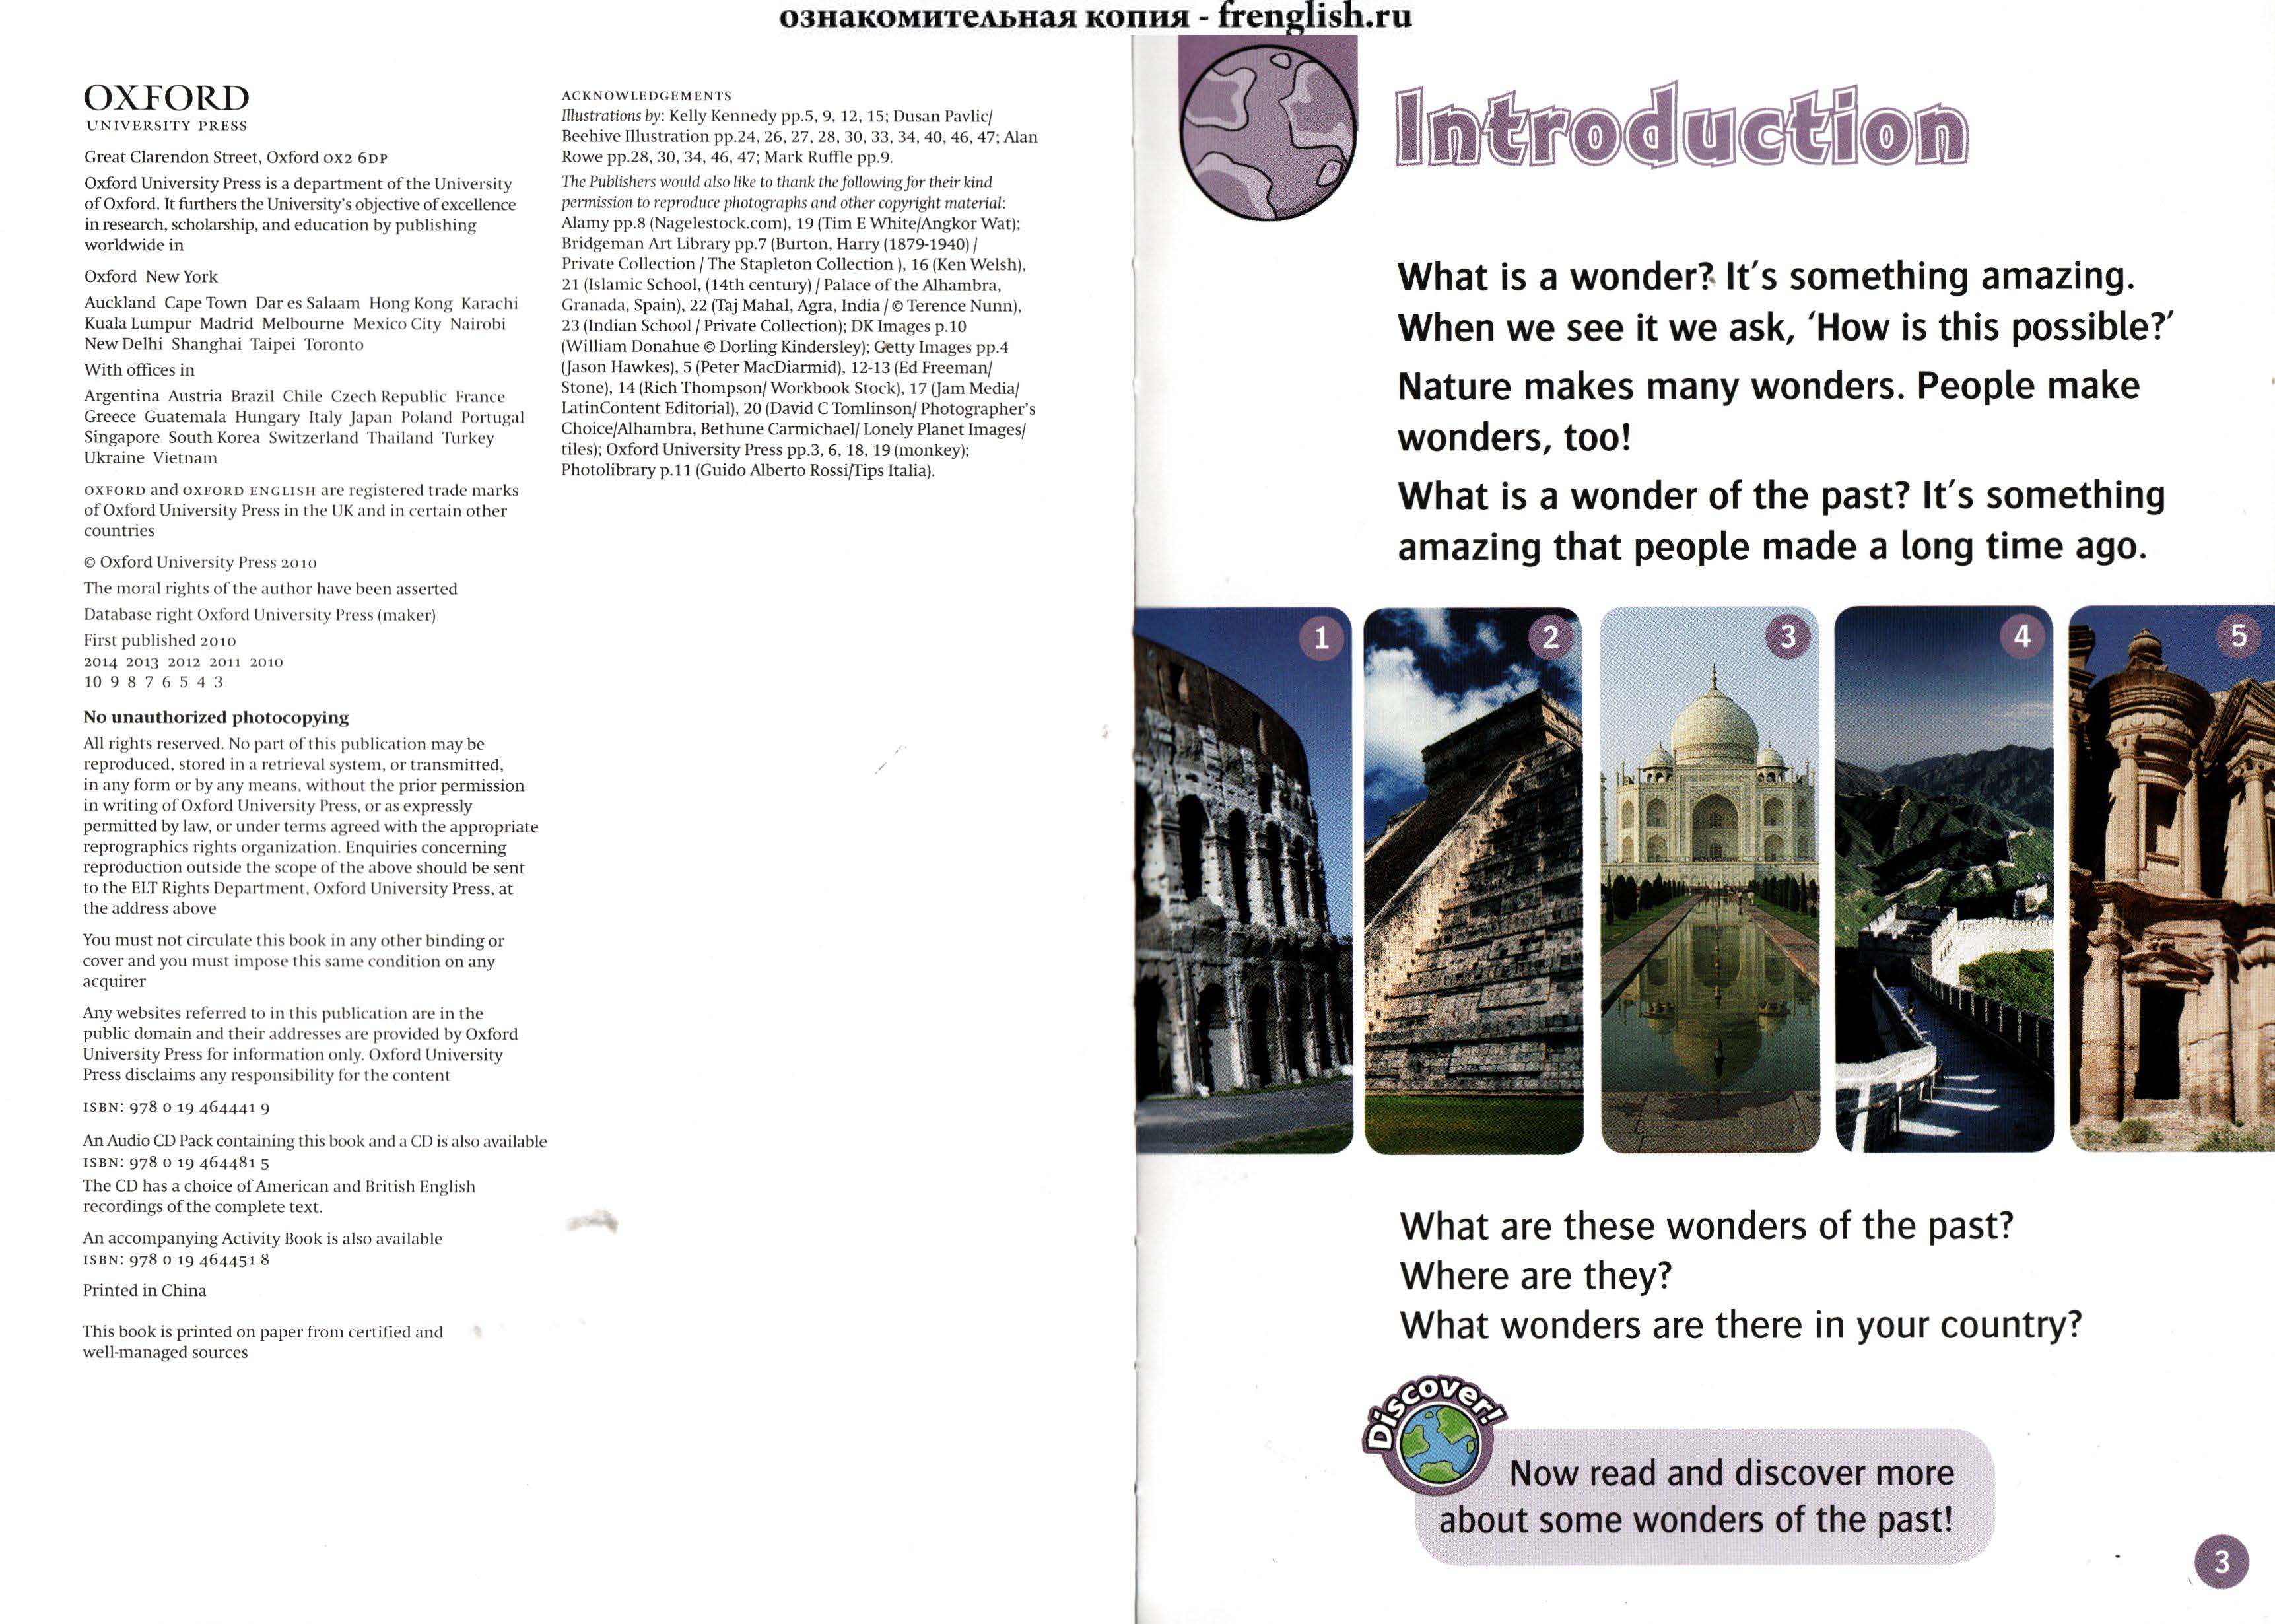 ознакомительная копия - frenglish.ru
OXFORD
UNIVERSITY PRESS
Great Clarendon Street, Oxford OX2 6DP
Oxford University Press is a department of the University
of Oxford. It furthers the University's objective of excellence
in research, scholarship, and education by publishing
worldwide in
Oxford New York
Auckland Cape Town Dar es Salaam Hong Kong Karachi
Kuala Lumpur Madrid Melbourne Mexico City Nairobi
New Delhi Shanghai Taipei Toronto
With offices in
Argentina Austria Brazil Chile Czech Republic France
Greece Guatemala Hungary Italy Japan Poland Portugal
Singapore South Korea Switzerland Thailand Turkey
Ukraine Vietnam
OXFORD and OXFORD ENGLISH are registered trade marks
of Oxford University Press in the UK and in certain other
countries
© Oxford University Press 2010
The moral rights of the author have been asserted
Database right Oxford University Press (maker)
First published 2010
2014 2013 2012 2011 2010
10 9 8 7 6 5 4 3
No unauthorized photocopying
All rights reserved. No part of this publication may be
reproduced, stored in a retrieval system, or transmitted,
in any form or by any means, without the prior permission
in writing of Oxford University Press, or as expressly
permitted by law, or under terms agreed with the appropriate
reprographics rights organization. Enquiries concerning
reproduction outside the scope of the above should be sent
to the ELT Rights Department, Oxford University Press, at
the address above
You must not circulate this book in any other binding or
cover and you must impose this same condition on any
acquirer
Any websites referred to in this publication are in the
public domain and their addresses are provided by Oxford
University Press for information only. Oxford University
Press disclaims any responsibility for the content
ISBN: 978 0 19 464441 9
An Audio CD Pack containing this book and a CD is also available
ISBN: 978 0 19 464481 5
The CD has a choice of American and British English
recordings of the complete text.
An accompanying Activity Book is also available
ISBN: 978 0 19 464451 8
Printed in China
This book is printed on paper from certified and
well-managed sources
ACKNOWLEDGEMENTS
Illustrations by: Kelly Kennedy pp.5, 9, 12, 15; Dusan Pavlic/
Beehive Illustration pp.24, 26, 27, 28, 30, 33, 34, 40, 46, 47; Alan
Rowe pp.28, 30, 34, 46, 47; Mark Ruffle pp.9.
The Publishers would also like to thank the following for their kind
permission to reproduce photographs and other copyright material:
Alamy pp.8 (Nagelestock.com), 19 (Tim E White/Angkor Wat);
Bridgeman Art Library pp.7 (Burton, Harry (1879-1940) /
Private Collection / The Stapleton Collection ), 16 (Ken Welsh),
21 (Islamic School, (14th century) / Palace of the Alhambra,
Granada, Spain), 22 (Taj Mahal, Agra, India / © Terence Nunn),
23 (Indian School / Private Collection); DK Images p.10
(William Donahue © Dorling Kindersley); Getty Images pp.4
(Jason Hawkes), 5 (Peter MacDiarmid), 12-13 (Ed Freeman/
Stone), 14 (Rich Thompson/ Workbook Stock), 17 (Jam Media/
LatinContent Editorial), 20 (David C Tomlinson/ Photographer's
Choice/Alhambra, Bethune Carmichael/ Lonely Planet Images/
tiles); Oxford University Press pp.3, 6, 18, 19 (monkey);
Photolibrary p.11 (Guido Alberto Rossi/Tips Italia).
Introduction
What is a wonder? It's something amazing.
When we see it we ask, 'How is this possible?'
Nature makes many wonders. People make
wonders, too!
What is a wonder of the past? It's something
amazing that people made a long time ago.
1
2
3
4
5
What are these wonders of the past?
Where are they?
What wonders are there in your country?
Discover!
Now read and discover more
about some wonders of the past!
3